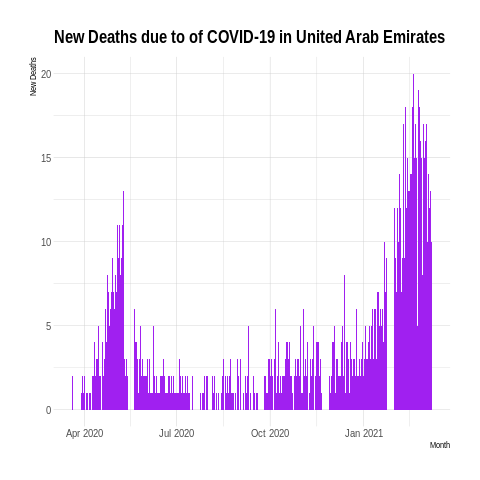 New Deaths due to of COVID-19 in United Arab Emirates
New Deaths
20
15
10
5
0
Apr 2020 Jul 2020 Oct 2020 Jan 2021
Month